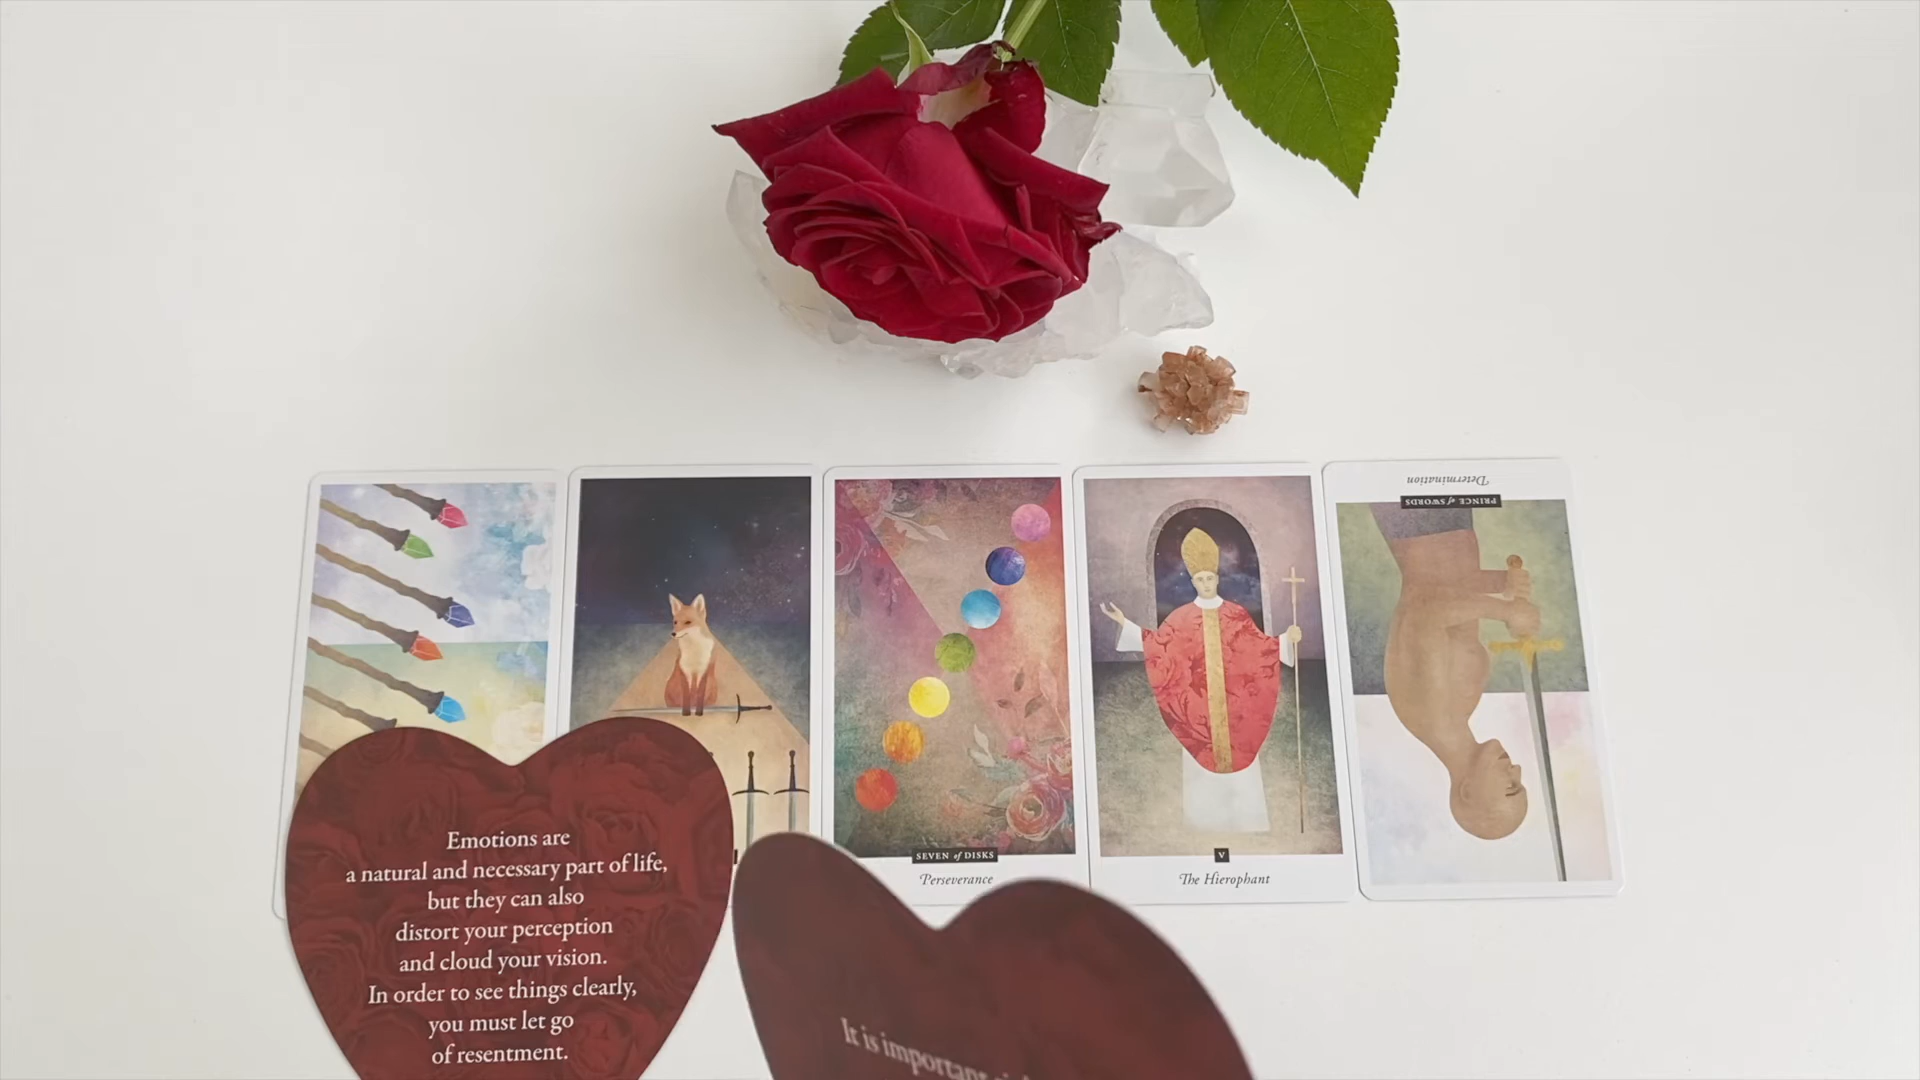 Determination
PRINCE of SWORDS
SEVEN of DISKS
Perseverance
V
The Hierophant
Emotions are
a natural and necessary part of life,
but they can also
distort your perception
and cloud your vision.
In order to see things clearly,
you must let go
of resentment.
It is important